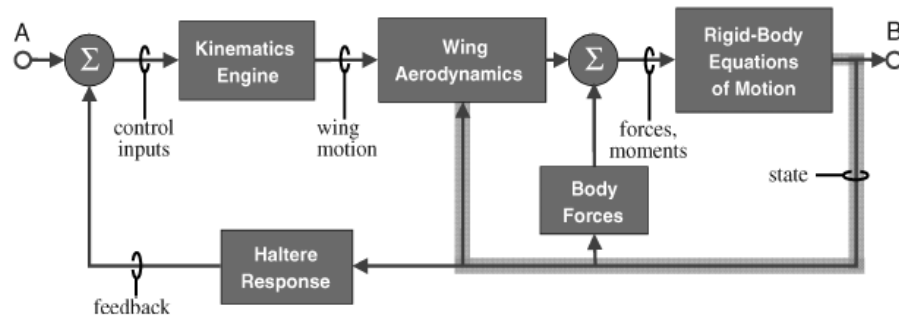 A
B
Σ
Kinematics
Engine
Wing
Aerodynamics
Σ
Rigid-Body
Equations
of Motion
control
inputs
wing
motion
forces,
moments
state
Body
Forces
Haltere
Response
feedback